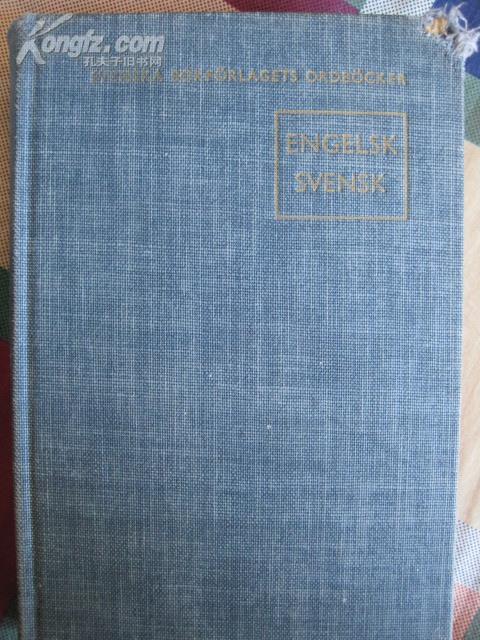 Kongfz.com
孔夫子旧书网
SVENSKA BOKFÖRLAGETS ORDBÖCKER
ENGELSK
SVENSK